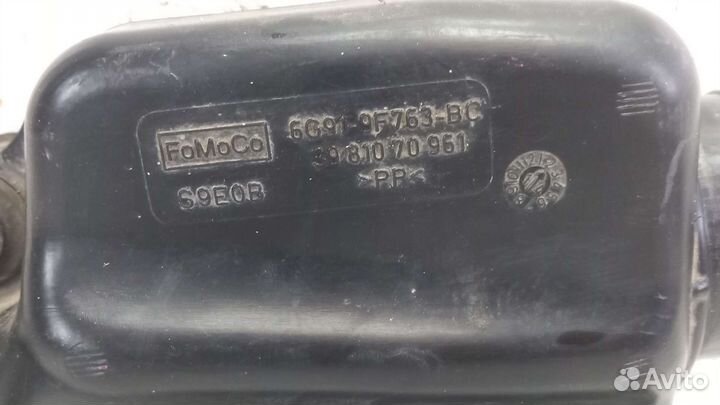 6G91-9F763-BC
FoMoCo
39 810 70 961
S9E0B
>PP<
Avito